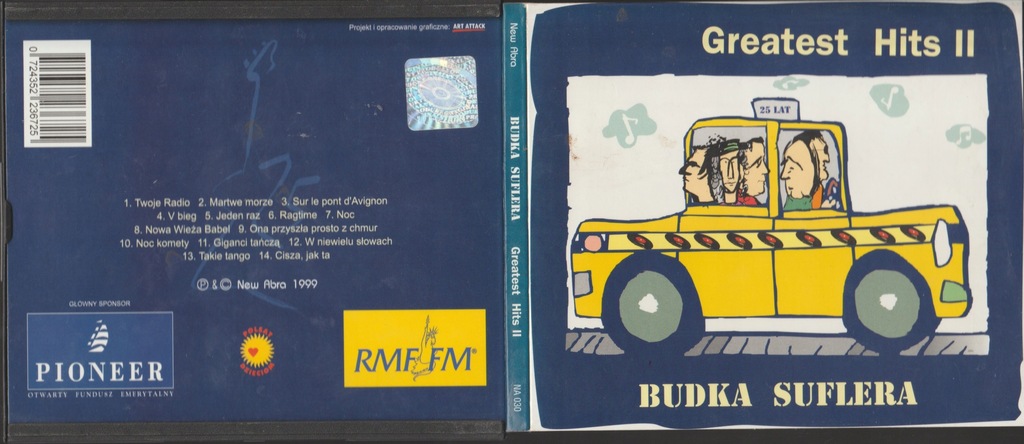 Projekt i opracowanie graficzne: ART ATTACK
0 724352 236725
1. Twoje Radio 2. Martwe morze 3. Sur le pont d'Avignon
4. V bieg 5. Jeden raz 6. Ragtime 7. Noc
8. Nowa Wieża Babel 9. Ona przyszła prosto z chmur
10. Noc komety 11. Giganci tańczą 12. W niewielu słowach
13. Takie tango 14. Cisza, jak ta
℗ & © New Abra 1999
GŁÓWNY SPONSOR
PIONEER
OTWARTY FUNDUSZ EMERYTALNY
POLSAT
DZIECIOM
RMF FM®
New Abra
BUDKA SUFLERA
Greatest Hits II
NA 030
Greatest Hits II
25 LAT
BUDKA SUFLERA